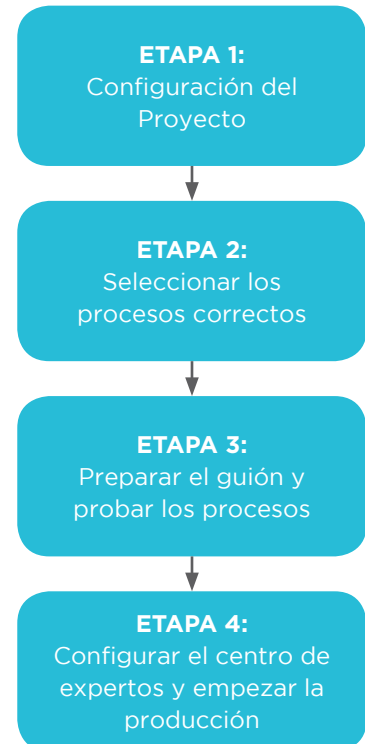 ETAPA 1:
Configuración del
Proyecto
ETAPA 2:
Seleccionar los
procesos correctos
ETAPA 3:
Preparar el guión y
probar los procesos
ETAPA 4:
Configurar el centro de
expertos y empezar la
producción